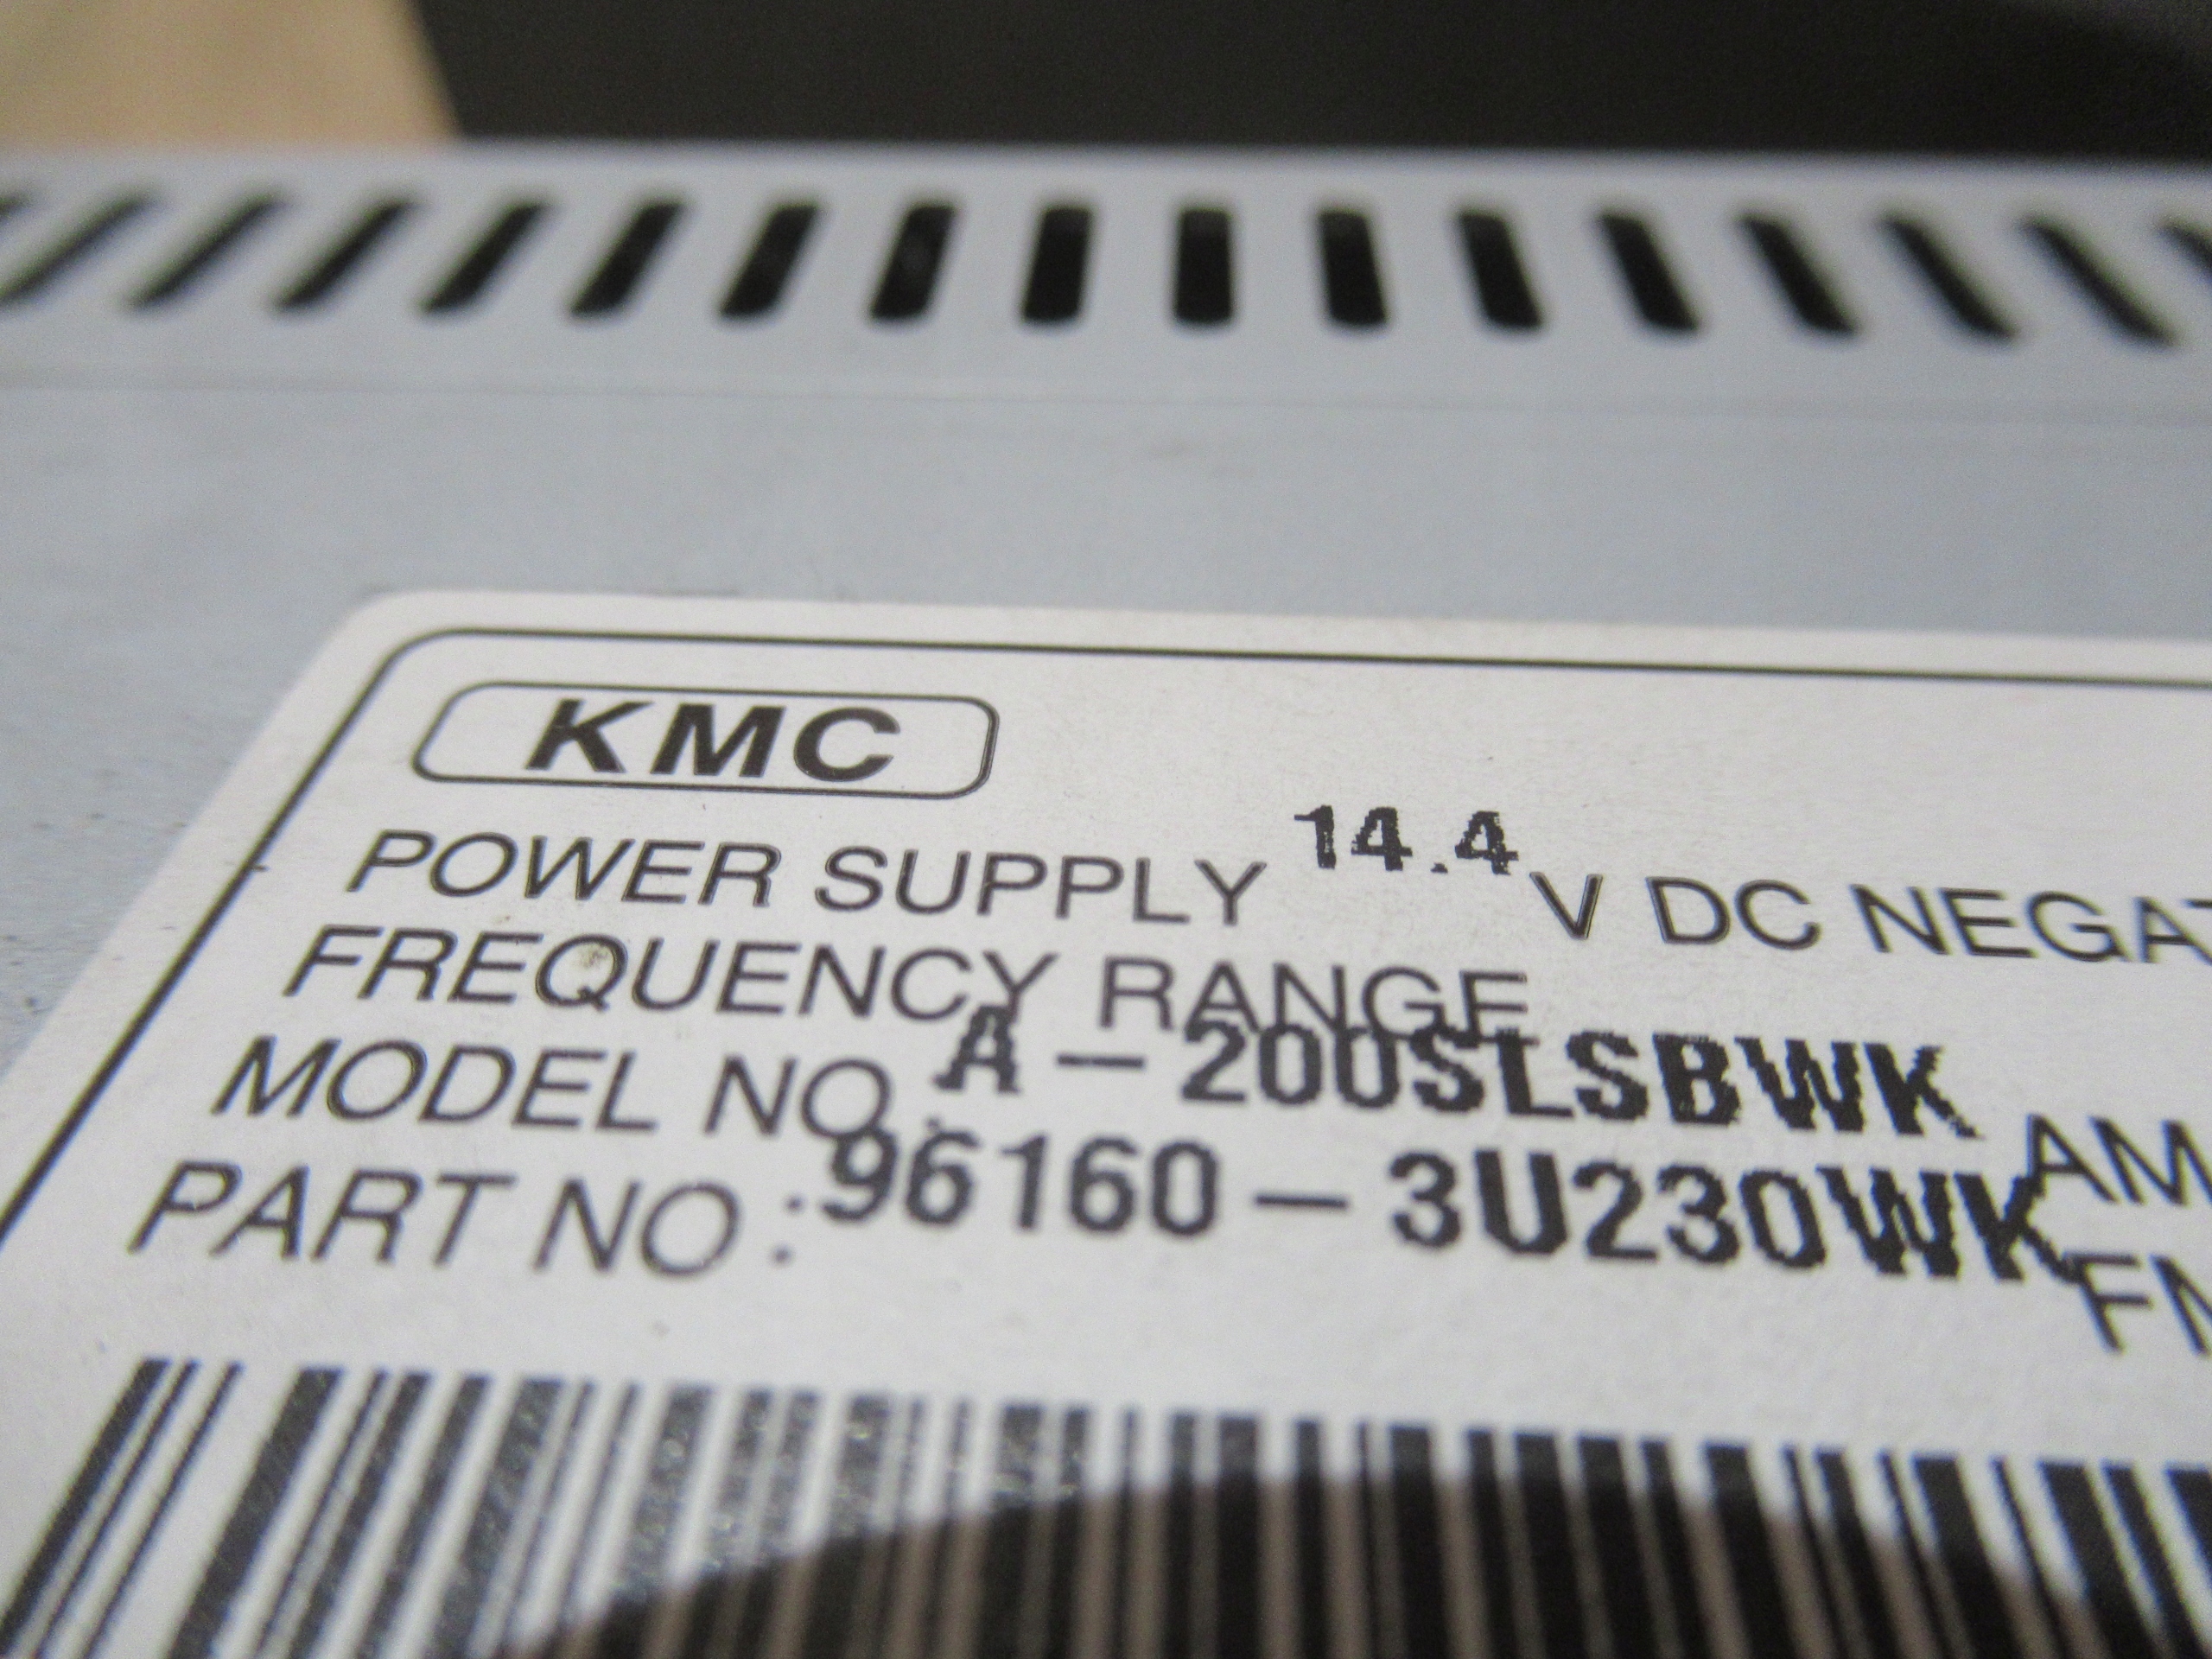 KMC
POWER SUPPLY 14.4 V DC NEGAT
FREQUENCY RANGE
MODEL NO. A-200SLSBWK AM
PART NO : 96160-3U230WK FM